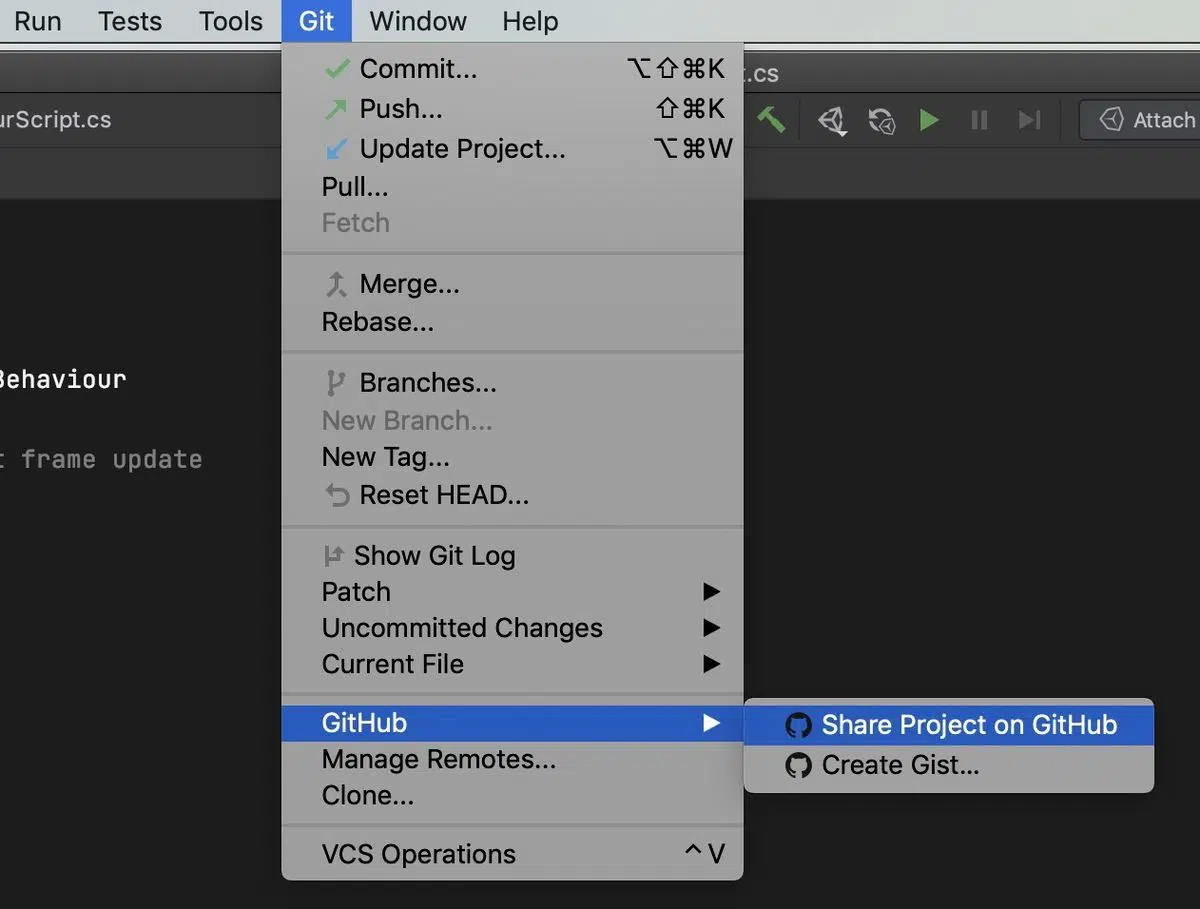 Run Tests Tools Git Window Help
Commit... ⌥⇧⌘K
.cs
Push... ⇧⌘K
urScript.cs
Attach
Update Project... ⌥⌘W
Pull...
Fetch
Merge...
Rebase...
Behaviour
Branches...
New Branch...
t frame update
New Tag...
Reset HEAD...
Show Git Log
Patch
Uncommitted Changes
Current File
GitHub
Share Project on GitHub
Manage Remotes...
Create Gist...
Clone...
VCS Operations ^V